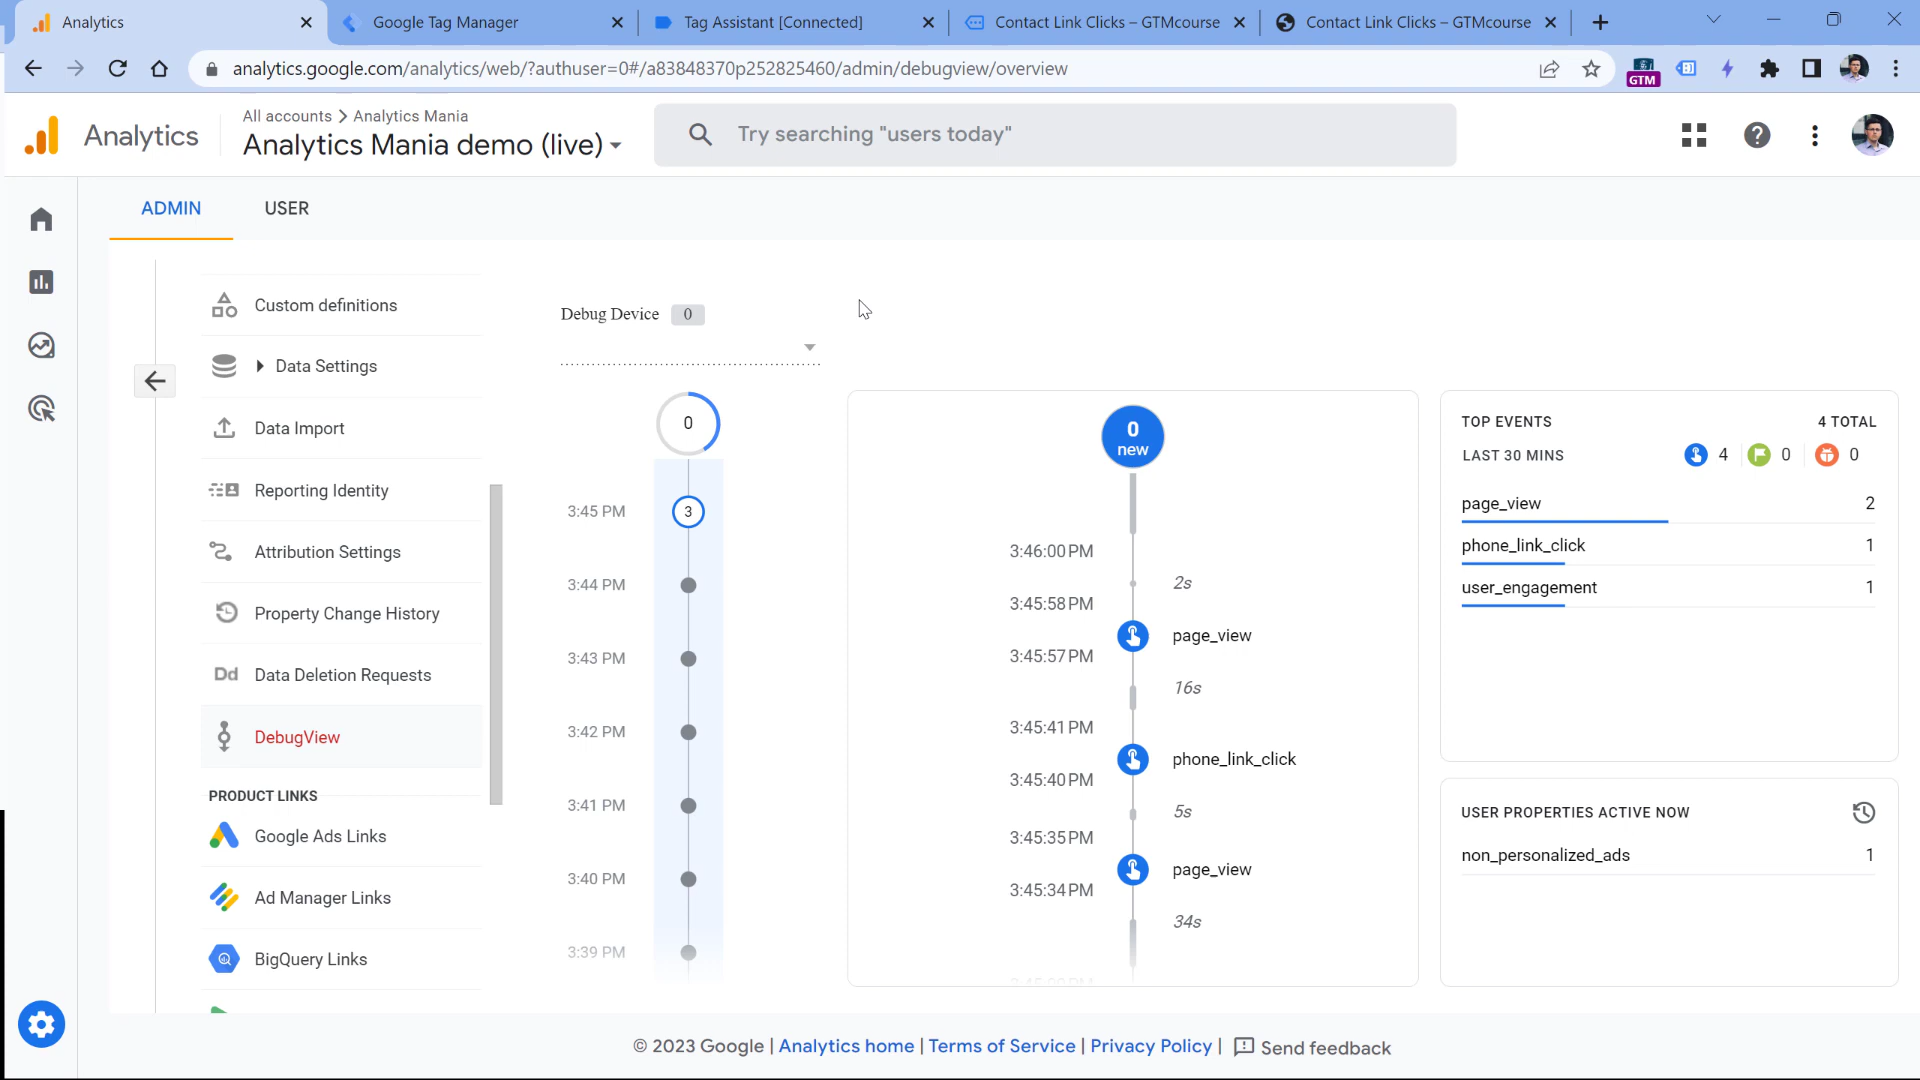 Analytics
Google Tag Manager
Tag Assistant [Connected]
Contact Link Clicks – GTMcourse
Contact Link Clicks – GTMcourse
analytics.google.com/analytics/web/?authuser=0#/a83848370p252825460/admin/debugview/overview
GTM
Analytics
All accounts > Analytics Mania
Analytics Mania demo (live)
Try searching "users today"
ADMIN
USER
Custom definitions
Data Settings
Data Import
Reporting Identity
Attribution Settings
Property Change History
Dd Data Deletion Requests
DebugView
PRODUCT LINKS
Google Ads Links
Ad Manager Links
BigQuery Links
Debug Device 0
0
3:45 PM 3
3:44 PM
3:43 PM
3:42 PM
3:41 PM
3:40 PM
3:39 PM
0
new
3:46:00 PM
2s
3:45:58 PM
page_view
3:45:57 PM
16s
3:45:41 PM
phone_link_click
3:45:40 PM
5s
3:45:35 PM
page_view
3:45:34 PM
34s
TOP EVENTS 4 TOTAL
LAST 30 MINS 4 0 0
page_view 2
phone_link_click 1
user_engagement 1
USER PROPERTIES ACTIVE NOW
non_personalized_ads 1
© 2023 Google | Analytics home | Terms of Service | Privacy Policy | Send feedback